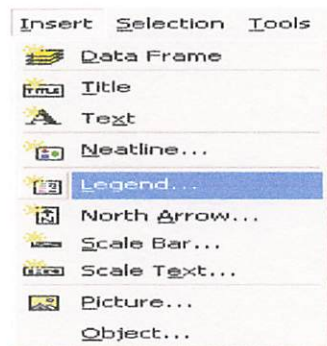 Insert Selection Tools
Data Frame
Title
Text
Neatline...
Legend...
North Arrow...
Scale Bar...
Scale Text...
Picture...
Object...